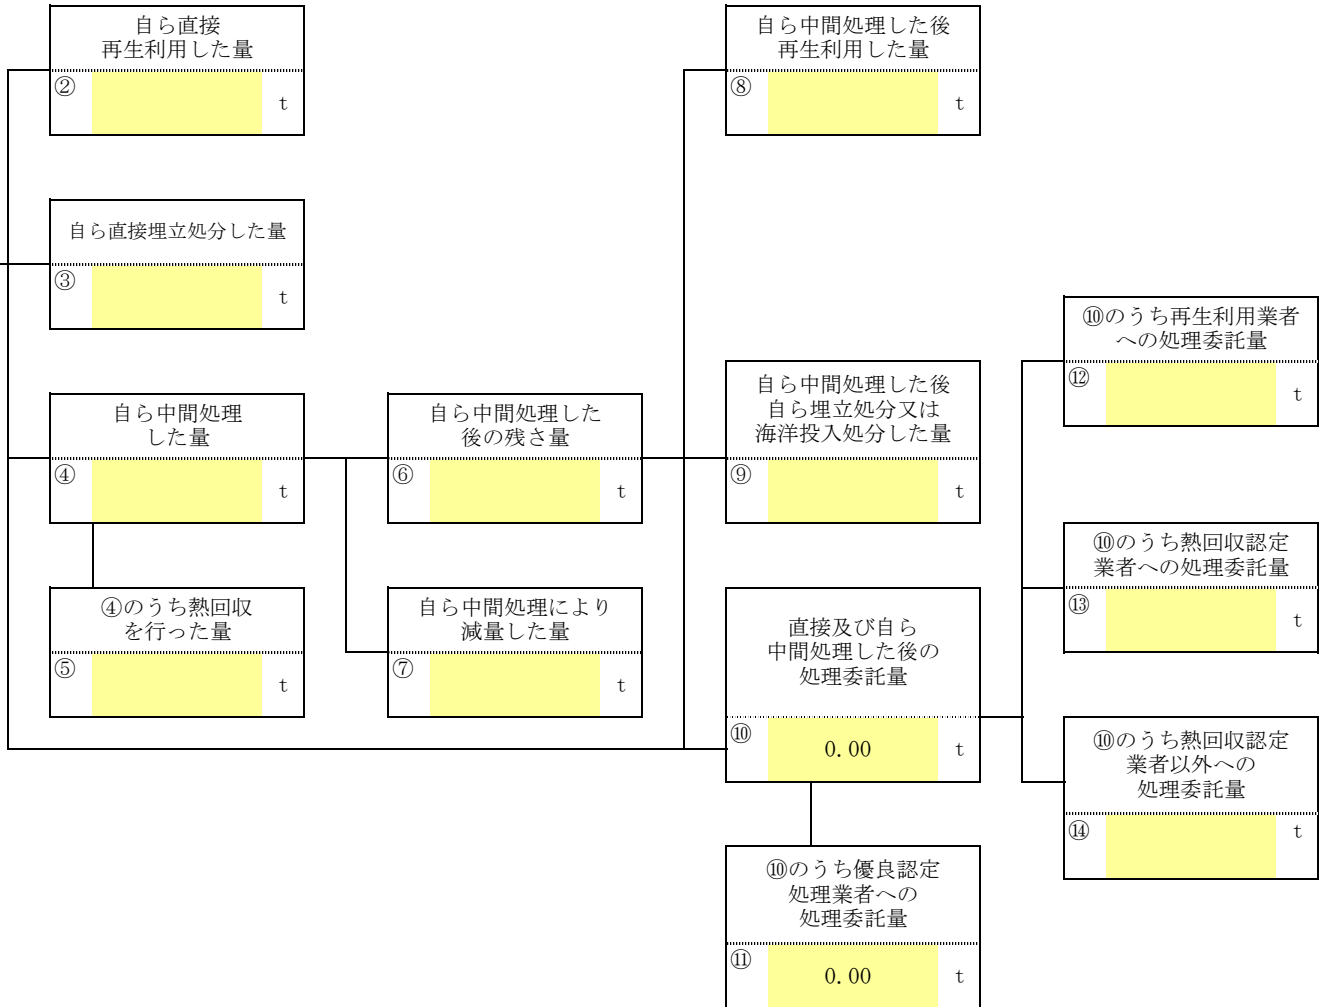 自ら直接
再生利用した量
②
t
自ら直接埋立処分した量
③
t
自ら中間処理
した量
④
t
④のうち熱回収
を行った量
⑤
t
自ら中間処理した
後の残さ量
⑥
t
自ら中間処理により
減量した量
⑦
t
自ら中間処理した後
再生利用した量
⑧
t
自ら中間処理した後
自ら埋立処分又は
海洋投入処分した量
⑨
t
直接及び自ら
中間処理した後の
処理委託量
⑩
0.00 t
⑩のうち優良認定
処理業者への
処理委託量
⑪
0.00 t
⑩のうち再生利用業者
への処理委託量
⑫
t
⑩のうち熱回収認定
業者への処理委託量
⑬
t
⑩のうち熱回収認定
業者以外への
処理委託量
⑭
t